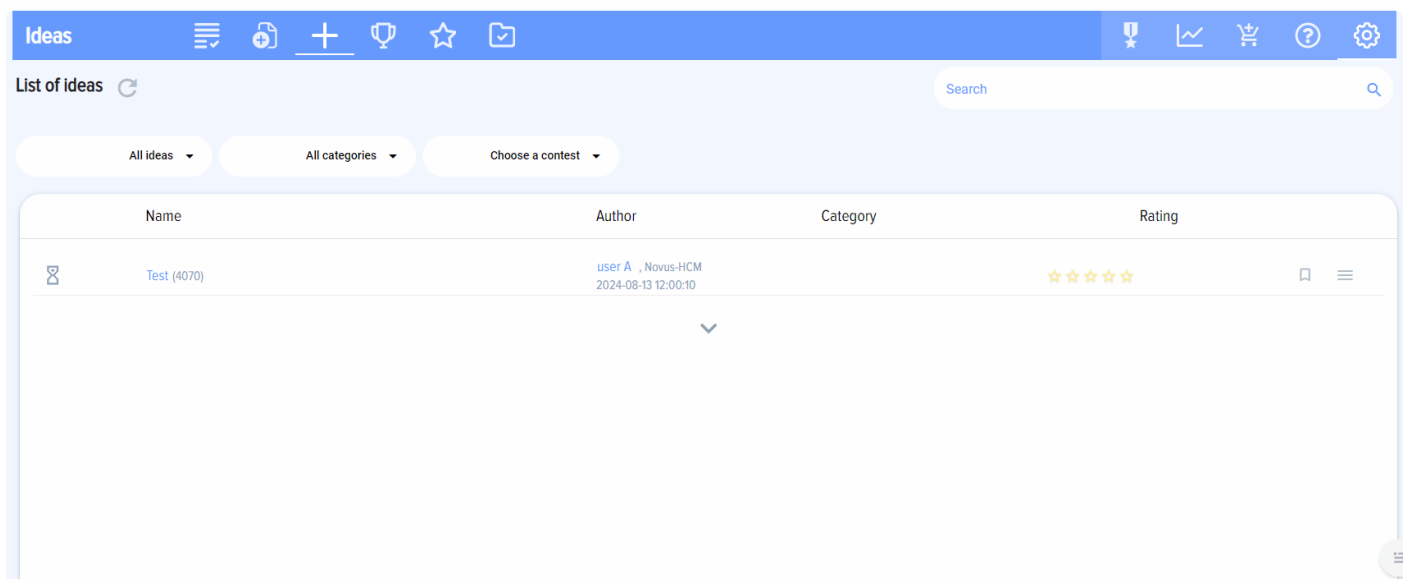 Ideas
List of ideas
Search
All ideas
All categories
Choose a contest
Name Author Category Rating
Test (4070)
user A , Novus-HCM
2024-08-13 12:00:10